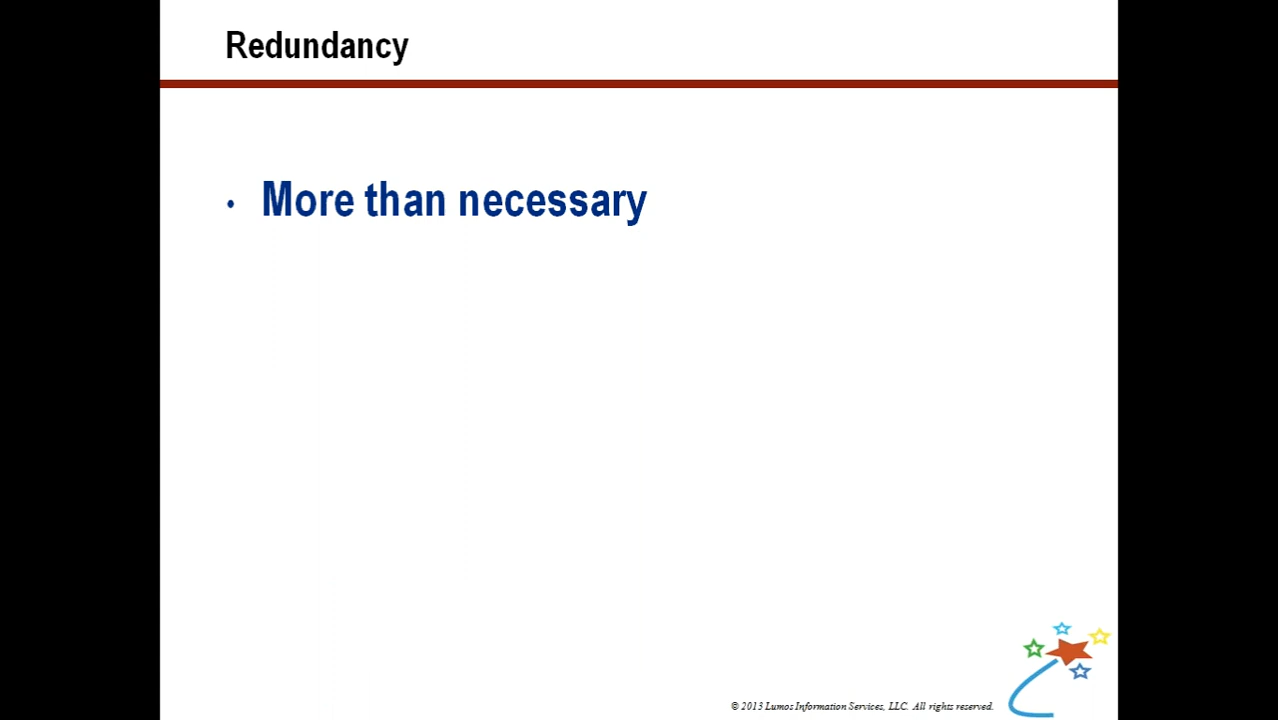 Redundancy
• More than necessary
© 2013 Lumos Information Services, LLC. All rights reserved.